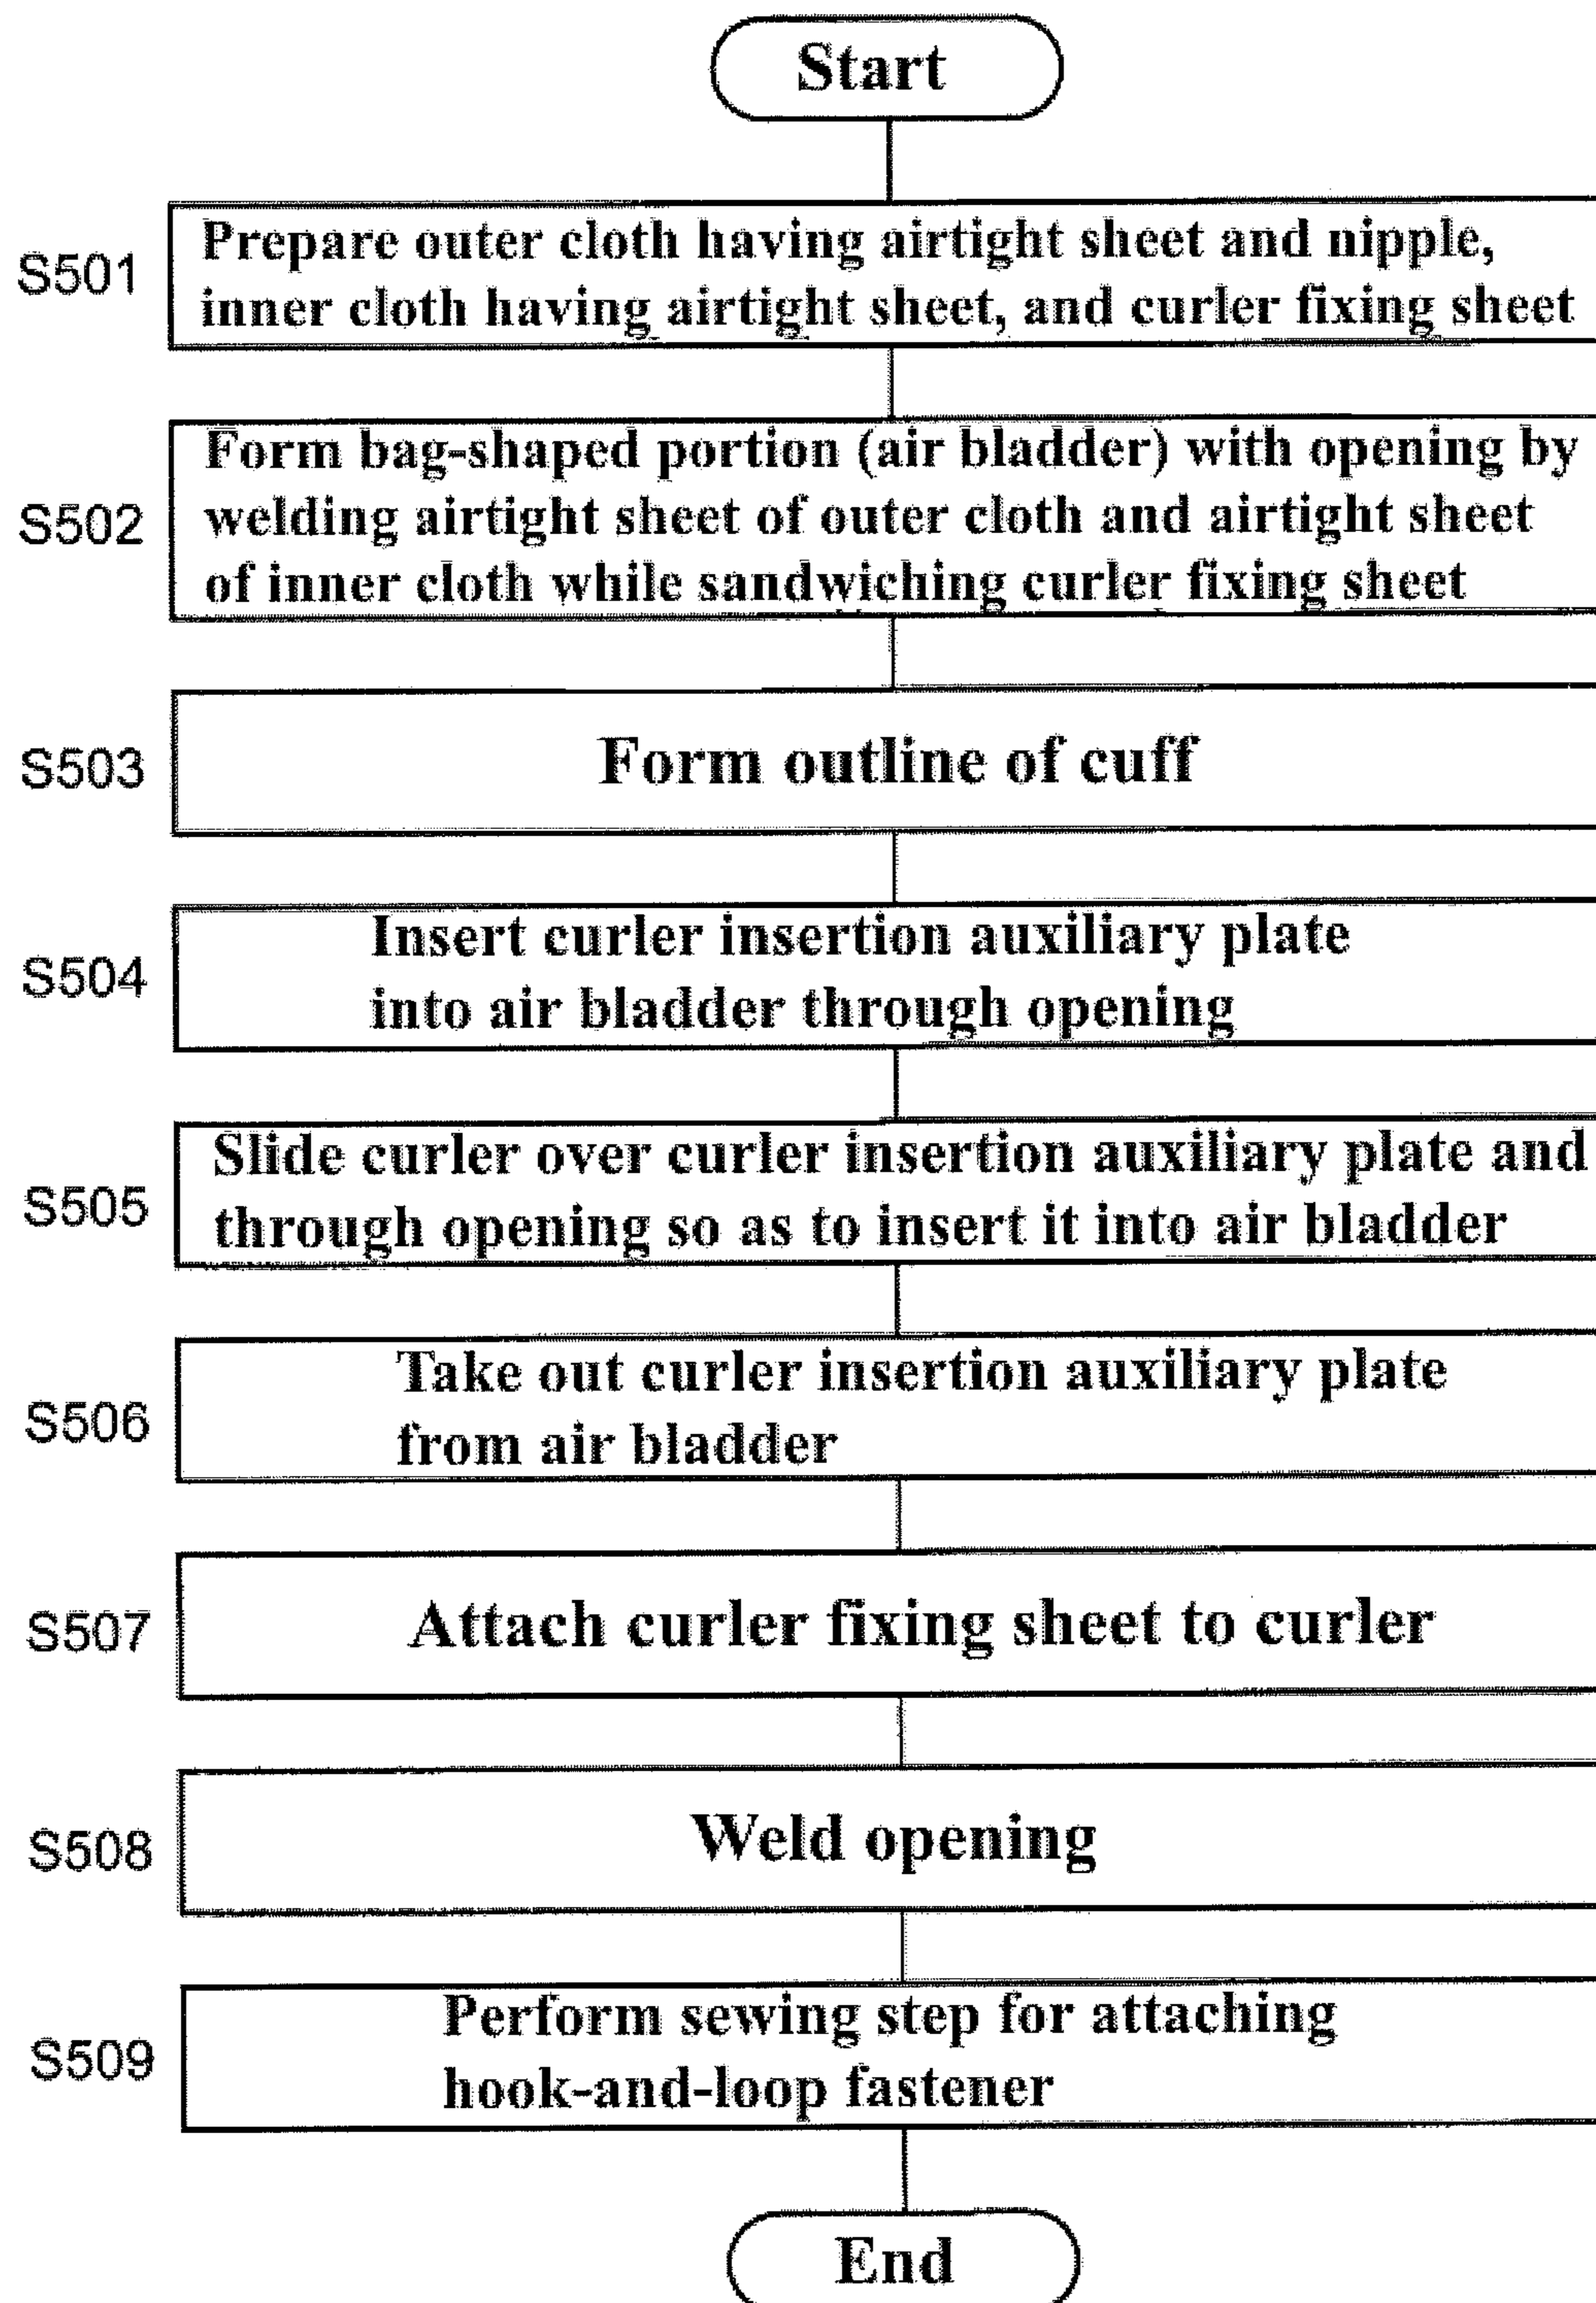 Start
S501
Prepare outer cloth having airtight sheet and nipple,
inner cloth having airtight sheet, and curler fixing sheet
S502
Form bag-shaped portion (air bladder) with opening by
welding airtight sheet of outer cloth and airtight sheet
of inner cloth while sandwiching curler fixing sheet
S503
Form outline of cuff
S504
Insert curler insertion auxiliary plate
into air bladder through opening
S505
Slide curler over curler insertion auxiliary plate and
through opening so as to insert it into air bladder
S506
Take out curler insertion auxiliary plate
from air bladder
S507
Attach curler fixing sheet to curler
S508
Weld opening
S509
Perform sewing step for attaching
hook-and-loop fastener
End